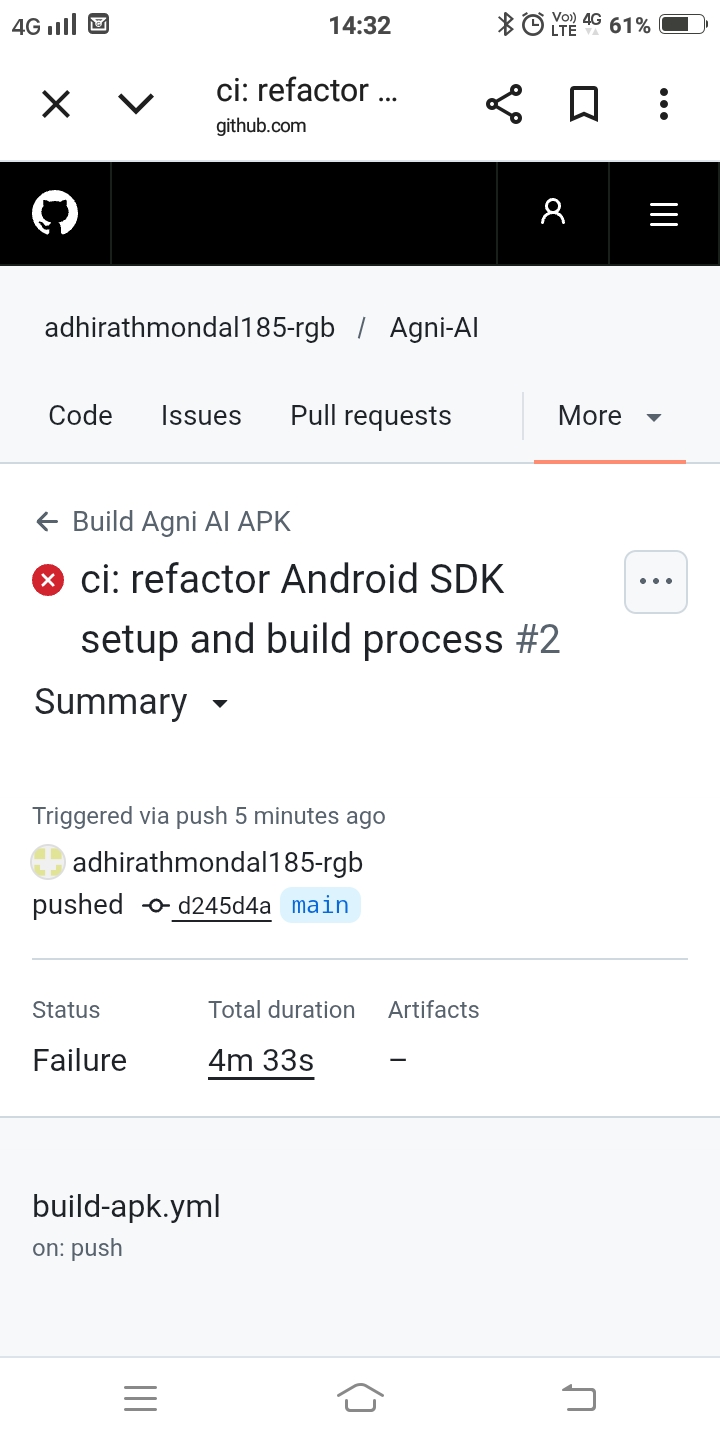 4G 14:32 Vo)) LTE 4G 61%
ci: refactor ...
github.com
adhirathmondal185-rgb / Agni-AI
Code Issues Pull requests More
← Build Agni AI APK
ci: refactor Android SDK
setup and build process #2
Summary
Triggered via push 5 minutes ago
adhirathmondal185-rgb
pushed d245d4a main
Status Total duration Artifacts
Failure 4m 33s –
build-apk.yml
on: push